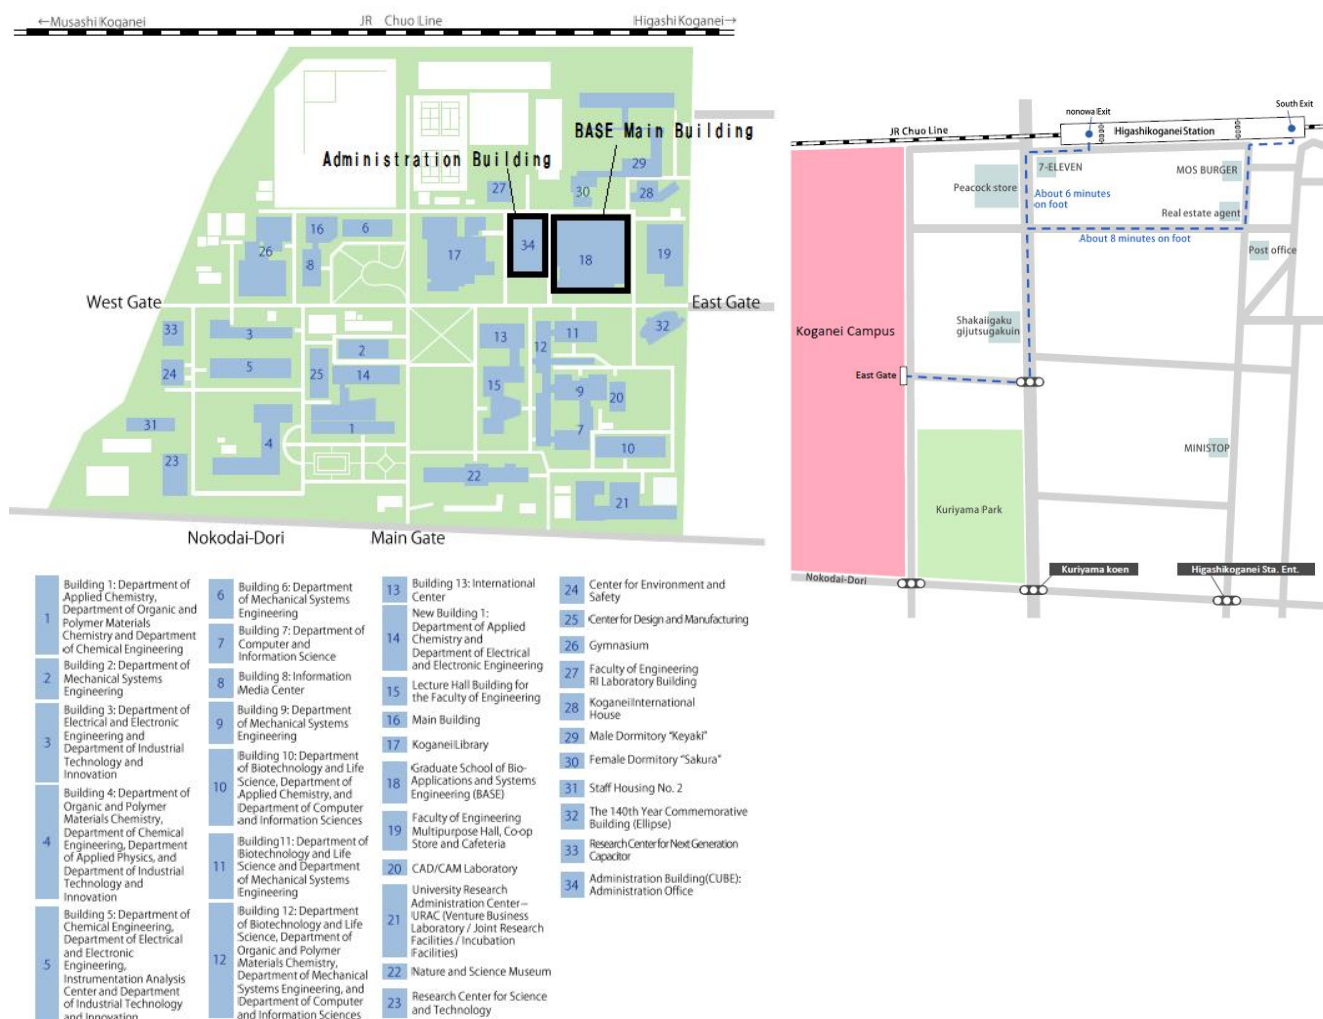 ←Musashi Koganei
JR Chuo Line
Higashi Koganei→
BASE Main Building
Administration Building
29
27
30
28
16
6
26
8
17
34
18
19
West Gate
East Gate
33
3
13
11
32
2
12
24
5
25
14
15
9
20
31
1
7
4
10
23
22
21
Nokodai-Dori
Main Gate
nonowa Exit
South Exit
JR Chuo Line
Higashikoganei Station
7-ELEVEN
MOS BURGER
Peacock store
About 6 minutes
on foot
Real estate agent
About 8 minutes on foot
Post office
Koganei Campus
Shakaiigaku
gijutsugakuin
East Gate
MINISTOP
Kuriyama Park
Nokodai-Dori
Kuriyama koen
Higashikoganei Sta. Ent.
1
Building 1: Department of
Applied Chemistry,
Department of Organic and
Polymer Materials
Chemistry and Department
of Chemical Engineering
2
Building 2: Department of
Mechanical Systems
Engineering
3
Building 3: Department of
Electrical and Electronic
Engineering and
Department of Industrial
Technology and
Innovation
4
Building 4: Department of
Organic and Polymer
Materials Chemistry,
Department of Chemical
Engineering, Department
of Applied Physics, and
Department of Industrial
Technology and
Innovation
5
Building 5: Department of
Chemical Engineering,
Department of Electrical
and Electronic
Engineering,
Instrumentation Analysis
Center and Department
of Industrial Technology
and Innovation
6
Building 6: Department
of Mechanical Systems
Engineering
7
Building 7: Department of
Computer and
Information Science
8
Building 8: Information
Media Center
9
Building 9: Department
of Mechanical Systems
Engineering
10
Building 10: Department
of Biotechnology and Life
Science, Department of
Applied Chemistry, and
Department of Computer
and Information Sciences
11
Building11: Department of
Biotechnology and Life
Science and Department
of Mechanical Systems
Engineering
12
Building 12: Department
of Biotechnology and Life
Science, Department of
Organic and Polymer
Materials Chemistry,
Department of Mechanical
Systems Engineering, and
Department of Computer
and Information Sciences
13
Building 13: International
Center
14
New Building 1:
Department of Applied
Chemistry and
Department of Electrical
and Electronic Engineering
15
Lecture Hall Building for
the Faculty of Engineering
16
Main Building
17
Koganei Library
18
Graduate School of Bio-
Applications and Systems
Engineering (BASE)
19
Faculty of Engineering
Multipurpose Hall, Co-op
Store and Cafeteria
20
CAD/CAM Laboratory
21
University Research
Administration Center—
URAC (Venture Business
Laboratory / Joint Research
Facilities / Incubation
Facilities)
22
Nature and Science Museum
23
Research Center for Science
and Technology
24
Center for Environment and
Safety
25
Center for Design and Manufacturing
26
Gymnasium
27
Faculty of Engineering
RI Laboratory Building
28
Koganei International
House
29
Male Dormitory "Keyaki"
30
Female Dormitory "Sakura"
31
Staff Housing No. 2
32
The 140th Year Commemorative
Building (Ellipse)
33
Research Center for Next Generation
Capacitor
34
Administration Building(CUBE):
Administration Office